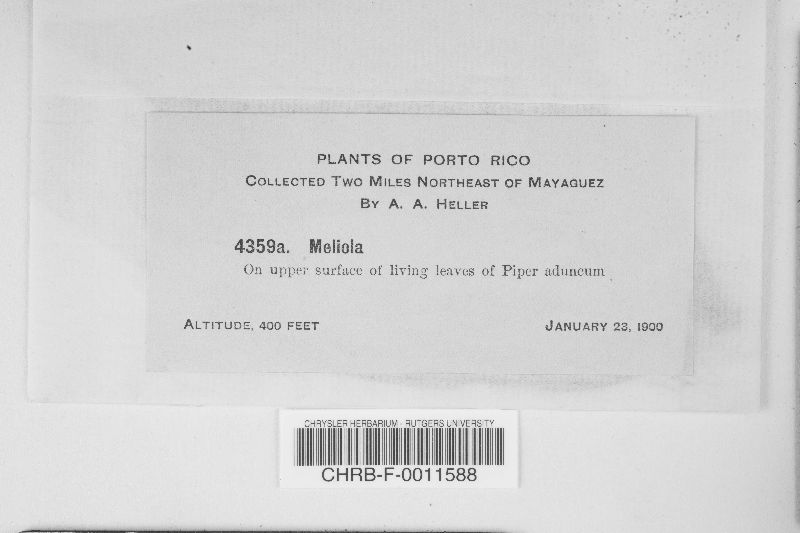 PLANTS OF PORTO RICO
COLLECTED TWO MILES NORTHEAST OF MAYAGUEZ
BY A. A. HELLER
4359a. Meliola
On upper surface of living leaves of Piper aduncum
ALTITUDE, 400 FEET JANUARY 23, 1900
CHRYSLER HERBARIUM - RUTGERS UNIVERSITY
CHRB-F-0011588